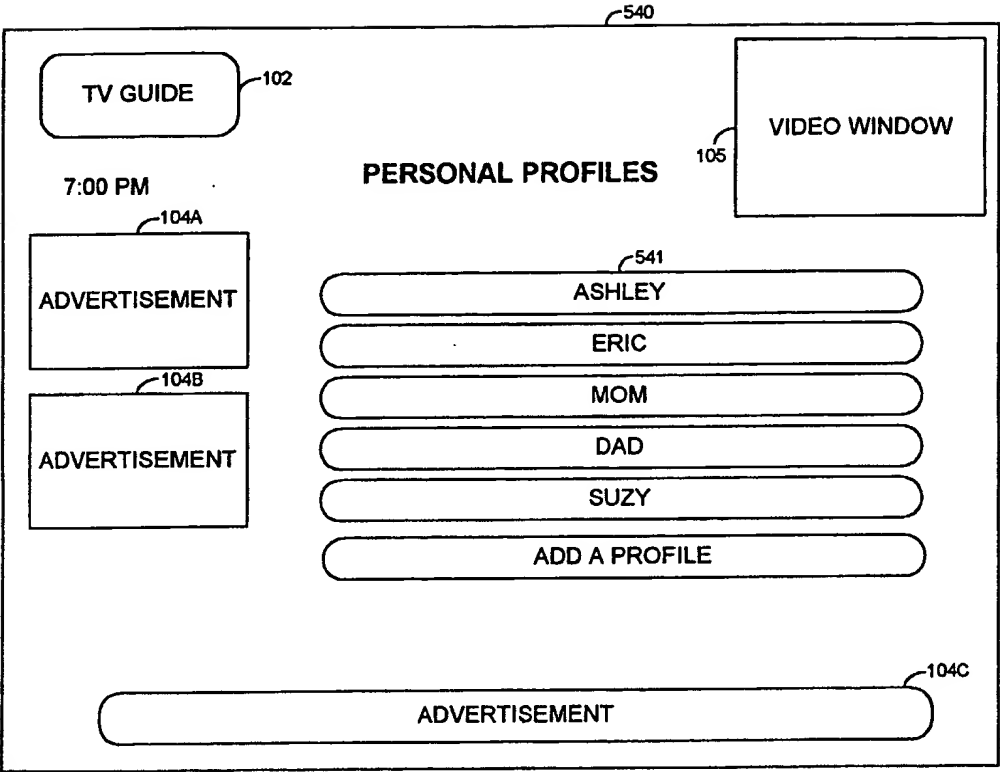 540
TV GUIDE
102
VIDEO WINDOW
105
PERSONAL PROFILES
7:00 PM
104A
ADVERTISEMENT
541
ASHLEY
ERIC
MOM
104B
ADVERTISEMENT
DAD
SUZY
ADD A PROFILE
104C
ADVERTISEMENT